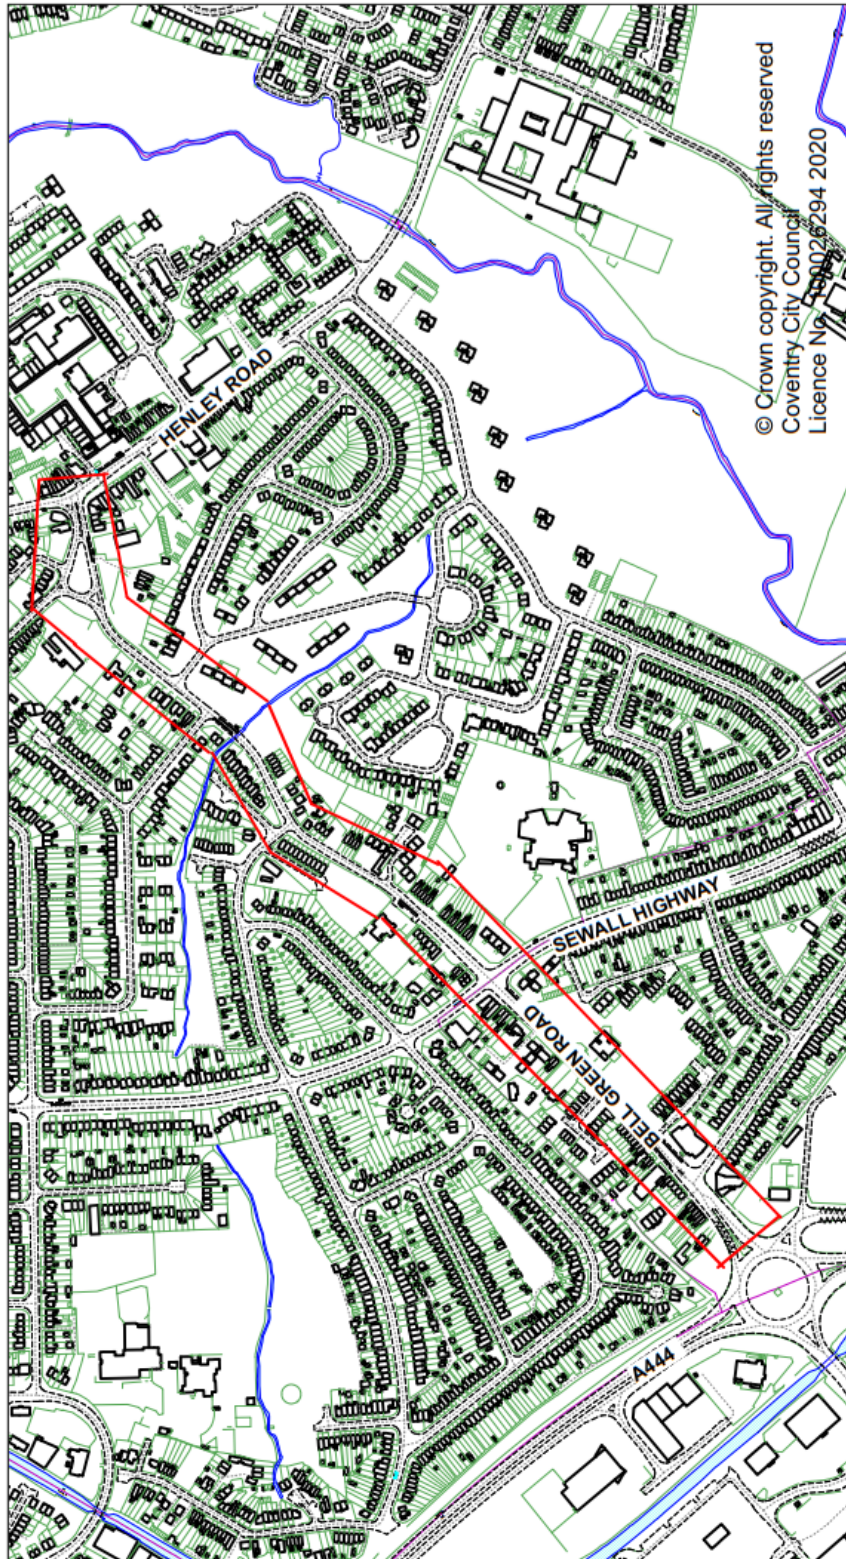 HENLEY ROAD
SEWALL HIGHWAY
BELL GREEN ROAD
A444
© Crown copyright. All rights reserved
Coventry City Council
Licence No. 100026294 2020